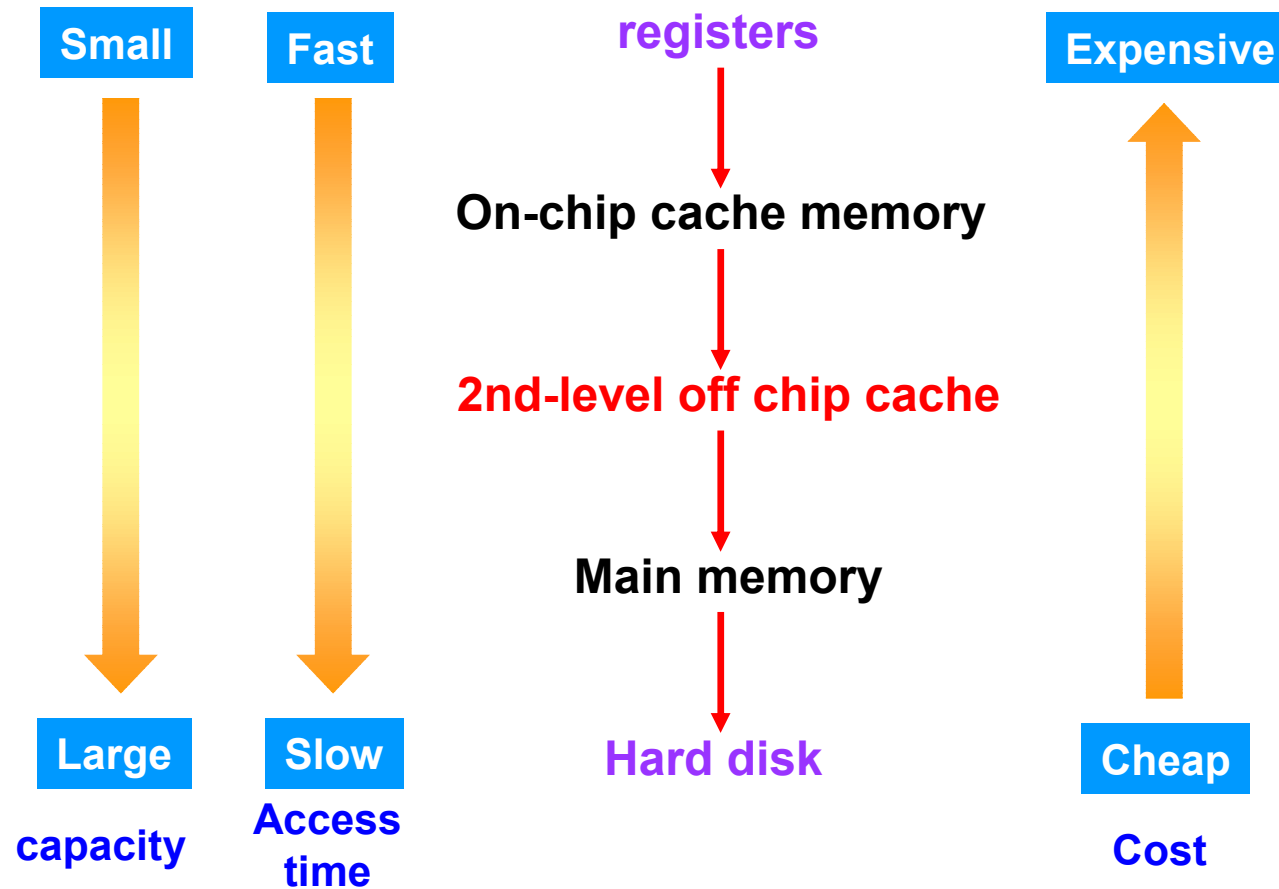 Small
Fast
registers
Expensive
On-chip cache memory
2nd-level off chip cache
Main memory
Large
Slow
Hard disk
Cheap
capacity
Access
time
Cost